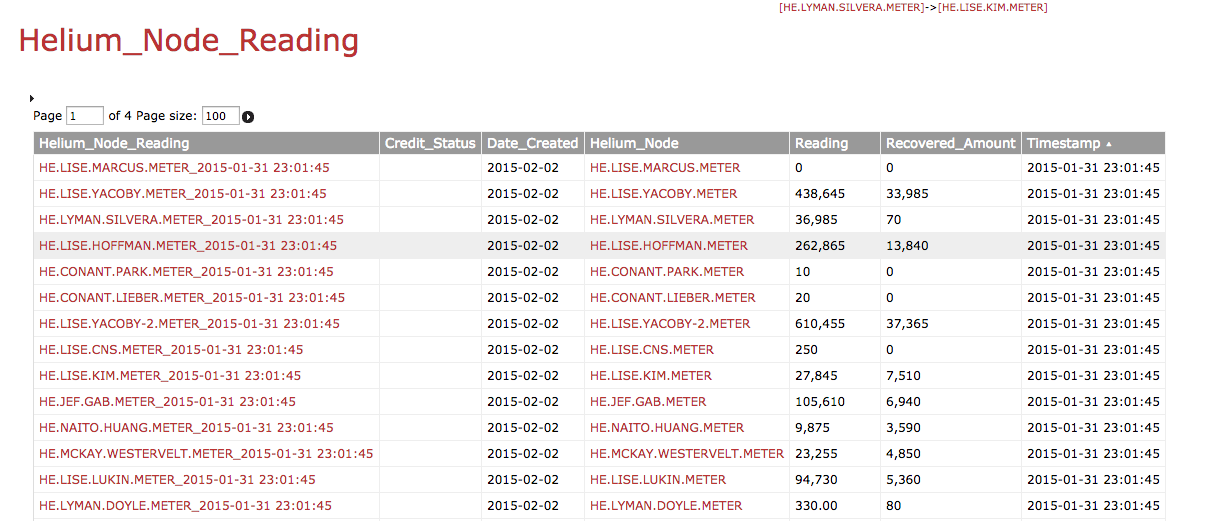 [HE.LYMAN.SILVERA.METER]->[HE.LISE.KIM.METER]
Helium_Node_Reading
Page 1 of 4 Page size: 100
Helium_Node_Reading Credit_Status Date_Created Helium_Node Reading Recovered_Amount Timestamp
HE.LISE.MARCUS.METER_2015-01-31 23:01:45 2015-02-02 HE.LISE.MARCUS.METER 0 0 2015-01-31 23:01:45
HE.LISE.YACOBY.METER_2015-01-31 23:01:45 2015-02-02 HE.LISE.YACOBY.METER 438,645 33,985 2015-01-31 23:01:45
HE.LYMAN.SILVERA.METER_2015-01-31 23:01:45 2015-02-02 HE.LYMAN.SILVERA.METER 36,985 70 2015-01-31 23:01:45
HE.LISE.HOFFMAN.METER_2015-01-31 23:01:45 2015-02-02 HE.LISE.HOFFMAN.METER 262,865 13,840 2015-01-31 23:01:45
HE.CONANT.PARK.METER_2015-01-31 23:01:45 2015-02-02 HE.CONANT.PARK.METER 10 0 2015-01-31 23:01:45
HE.CONANT.LIEBER.METER_2015-01-31 23:01:45 2015-02-02 HE.CONANT.LIEBER.METER 20 0 2015-01-31 23:01:45
HE.LISE.YACOBY-2.METER_2015-01-31 23:01:45 2015-02-02 HE.LISE.YACOBY-2.METER 610,455 37,365 2015-01-31 23:01:45
HE.LISE.CNS.METER_2015-01-31 23:01:45 2015-02-02 HE.LISE.CNS.METER 250 0 2015-01-31 23:01:45
HE.LISE.KIM.METER_2015-01-31 23:01:45 2015-02-02 HE.LISE.KIM.METER 27,845 7,510 2015-01-31 23:01:45
HE.JEF.GAB.METER_2015-01-31 23:01:45 2015-02-02 HE.JEF.GAB.METER 105,610 6,940 2015-01-31 23:01:45
HE.NAITO.HUANG.METER_2015-01-31 23:01:45 2015-02-02 HE.NAITO.HUANG.METER 9,875 3,590 2015-01-31 23:01:45
HE.MCKAY.WESTERVELT.METER_2015-01-31 23:01:45 2015-02-02 HE.MCKAY.WESTERVELT.METER 23,255 4,850 2015-01-31 23:01:45
HE.LISE.LUKIN.METER_2015-01-31 23:01:45 2015-02-02 HE.LISE.LUKIN.METER 94,730 5,360 2015-01-31 23:01:45
HE.LYMAN.DOYLE.METER_2015-01-31 23:01:45 2015-02-02 HE.LYMAN.DOYLE.METER 330.00 80 2015-01-31 23:01:45